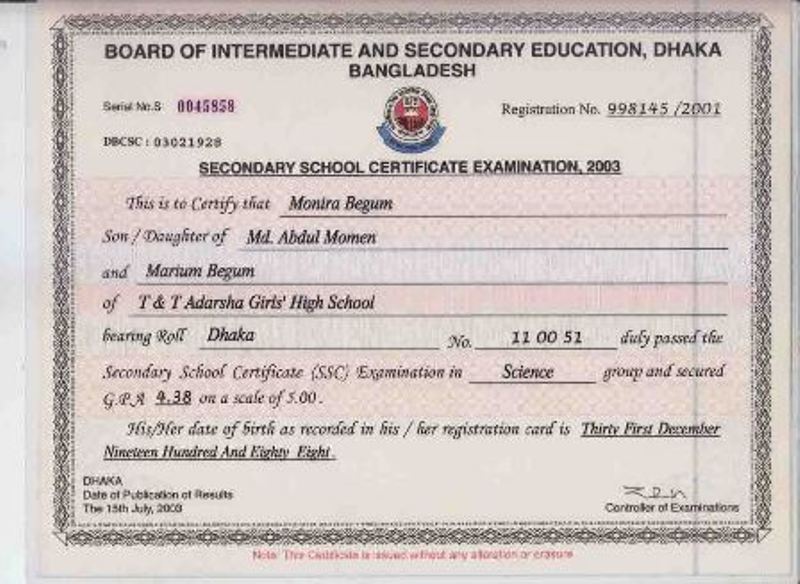 BOARD OF INTERMEDIATE AND SECONDARY EDUCATION, DHAKA
BANGLADESH
Serial No.S 0045858
Registration No. 998145 /2001
DBCSC : 03021928
SECONDARY SCHOOL CERTIFICATE EXAMINATION, 2003
This is to Certify that Monira Begum
Son / Daughter of Md. Abdul Momen
and Marium Begum
of T & T Adarsha Girls' High School
bearing Roll Dhaka No. 11 00 51 duly passed the
Secondary School Certificate (SSC) Examination in Science group and secured
G.P.A 4.38 on a scale of 5.00.
His/Her date of birth as recorded in his / her registration card is Thirty First December
Nineteen Hundred And Eighty Eight.
DHAKA
Date of Publication of Results
The 15th July, 2003
Controller of Examinations
Note: This Certificate is issued without any alteration or erasure